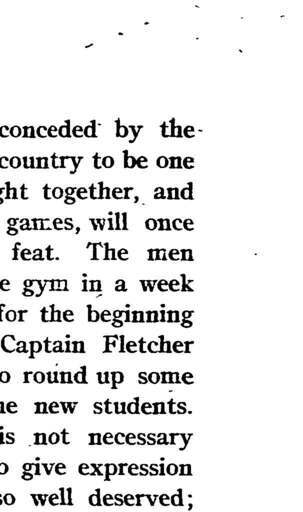 conceded by the
country to be one
ght together, and
games, will once
feat. The men
e gym in a week
for the beginning
Captain Fletcher
o round up some
he new students.
is not necessary
o give expression
so well deserved;